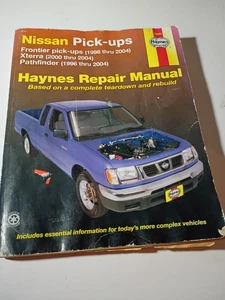 Nissan Pick-ups
Frontier pick-ups (1998 thru 2004)
Xterra (2000 thru 2004)
Pathfinder (1996 thru 2004)
Haynes
Haynes Repair Manual
Based on a complete teardown and rebuild
Includes essential information for today's more complex vehicles